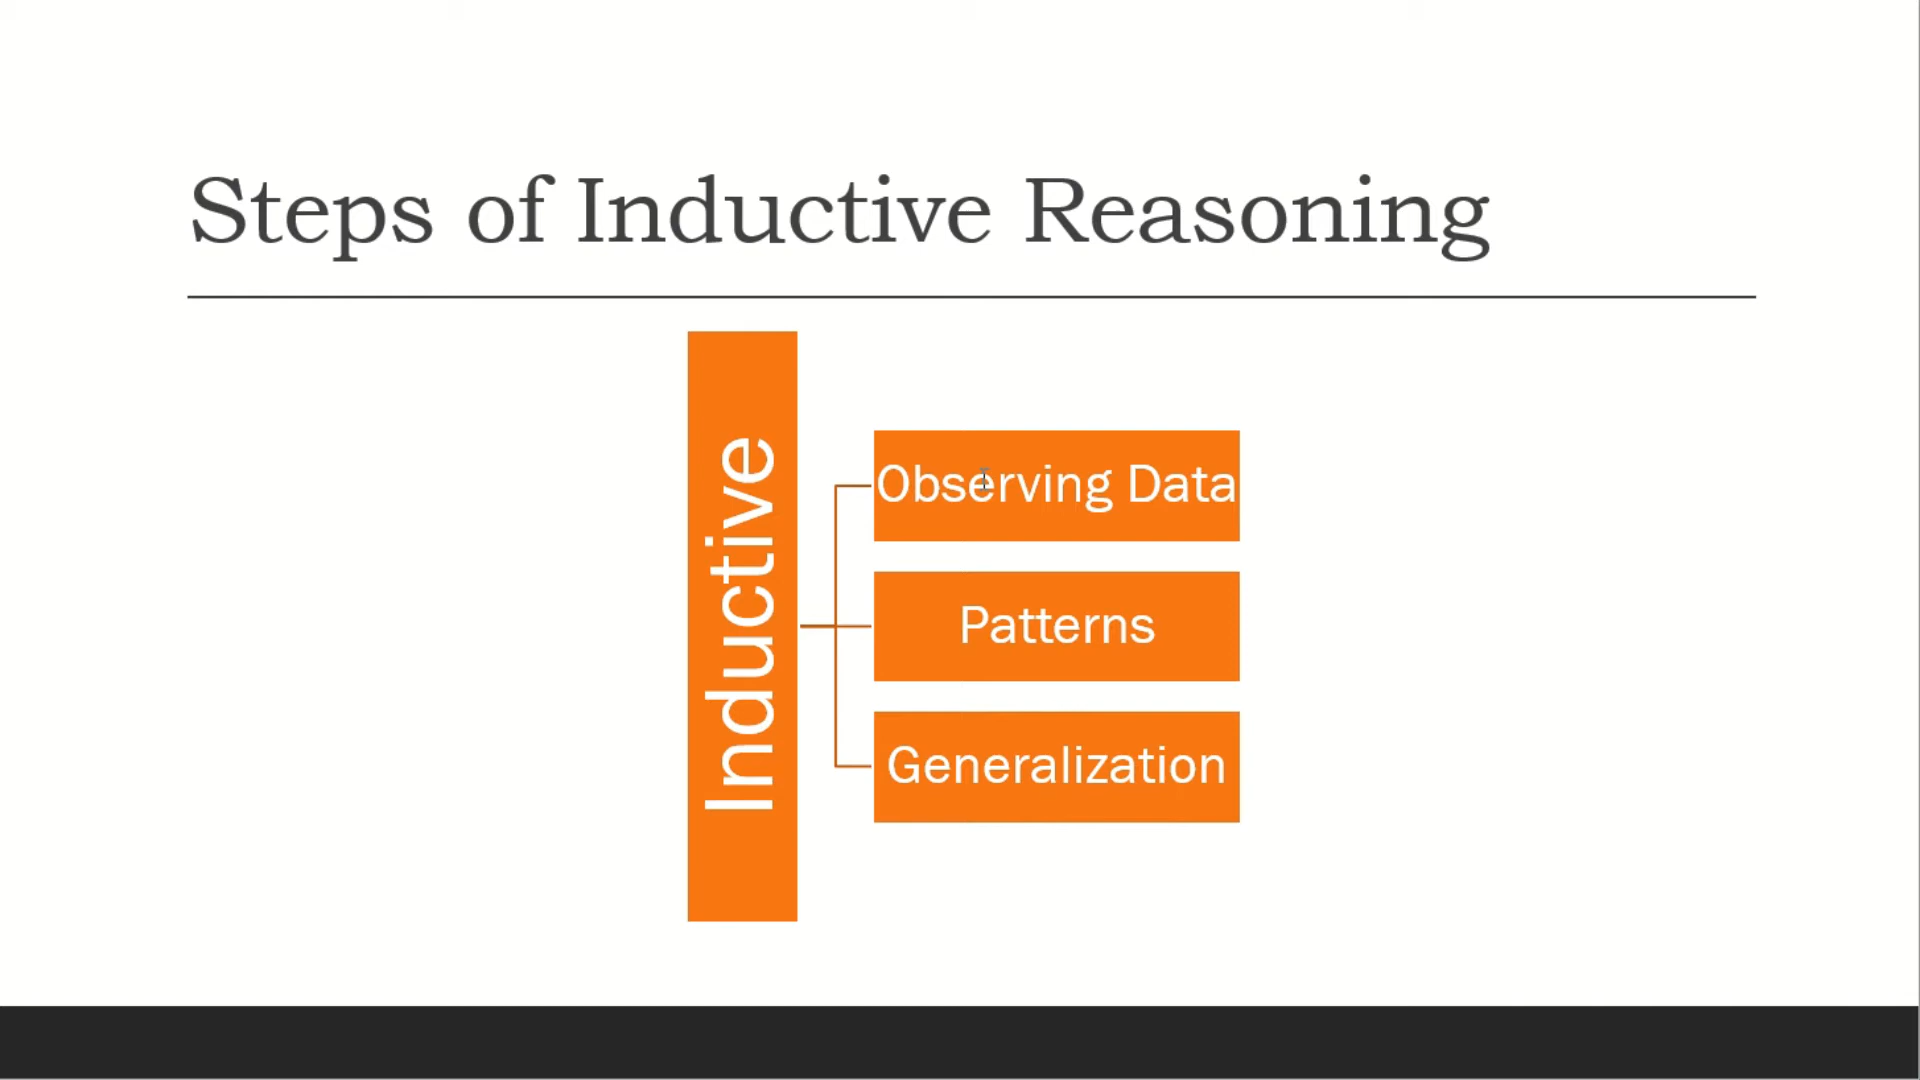 Steps of Inductive Reasoning
Inductive
Observing Data
Patterns
Generalization